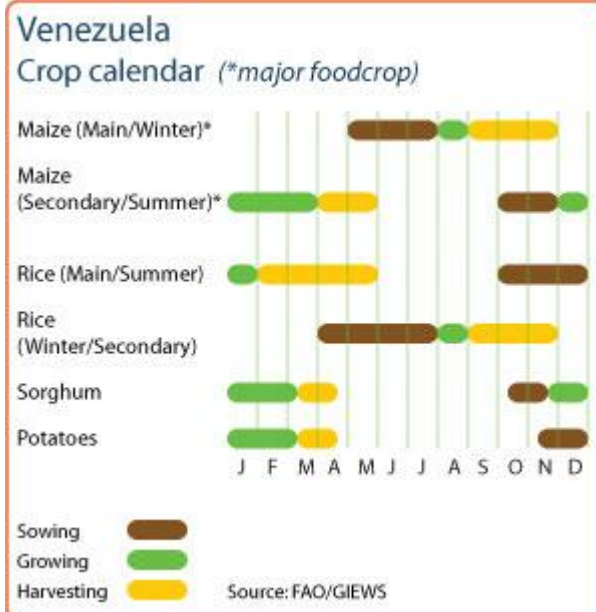 Venezuela
Crop calendar (*major foodcrop)
Maize (Main/Winter)*
Maize
(Secondary/Summer)*
Rice (Main/Summer)
Rice
(Winter/Secondary)
Sorghum
Potatoes
J F M A M J J A S O N D
Sowing
Growing
Harvesting
Source: FAO/GIEWS